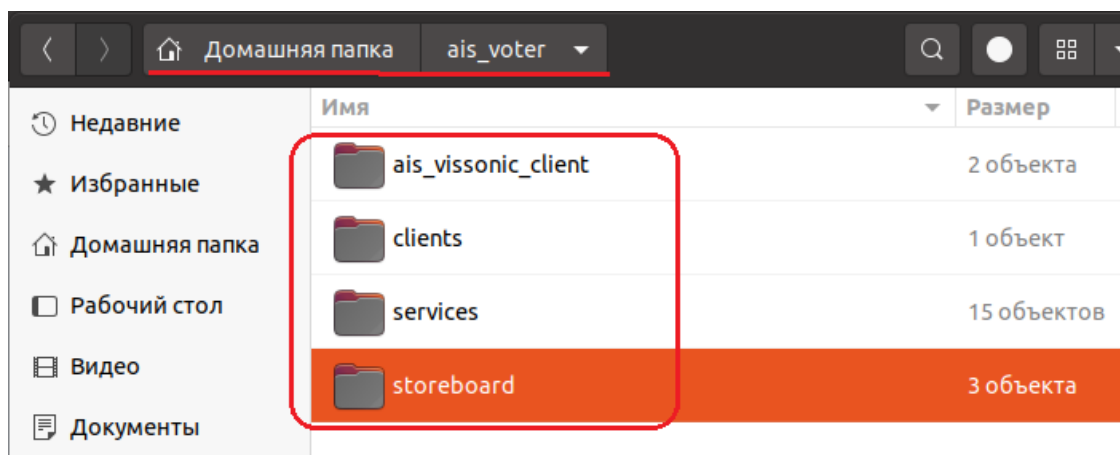 Домашняя папка ais_voter
Имя Размер
Недавние
ais_vissonic_client 2 объекта
Избранные
clients 1 объект
Домашняя папка
services 15 объектов
Рабочий стол
Видео
storeboard 3 объекта
Документы